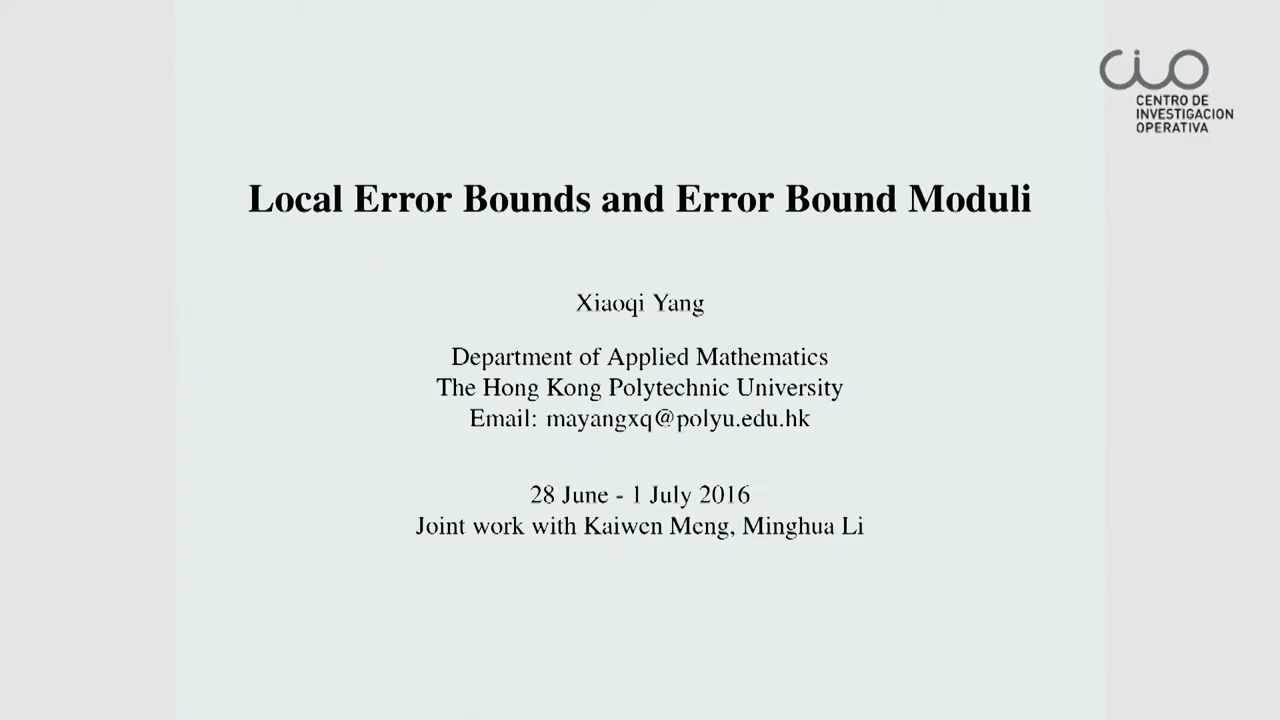 CIO
CENTRO DE
INVESTIGACION
OPERATIVA
Local Error Bounds and Error Bound Moduli
Xiaoqi Yang
Department of Applied Mathematics
The Hong Kong Polytechnic University
Email: mayangxq@polyu.edu.hk
28 June - 1 July 2016
Joint work with Kaiwen Meng, Minghua Li